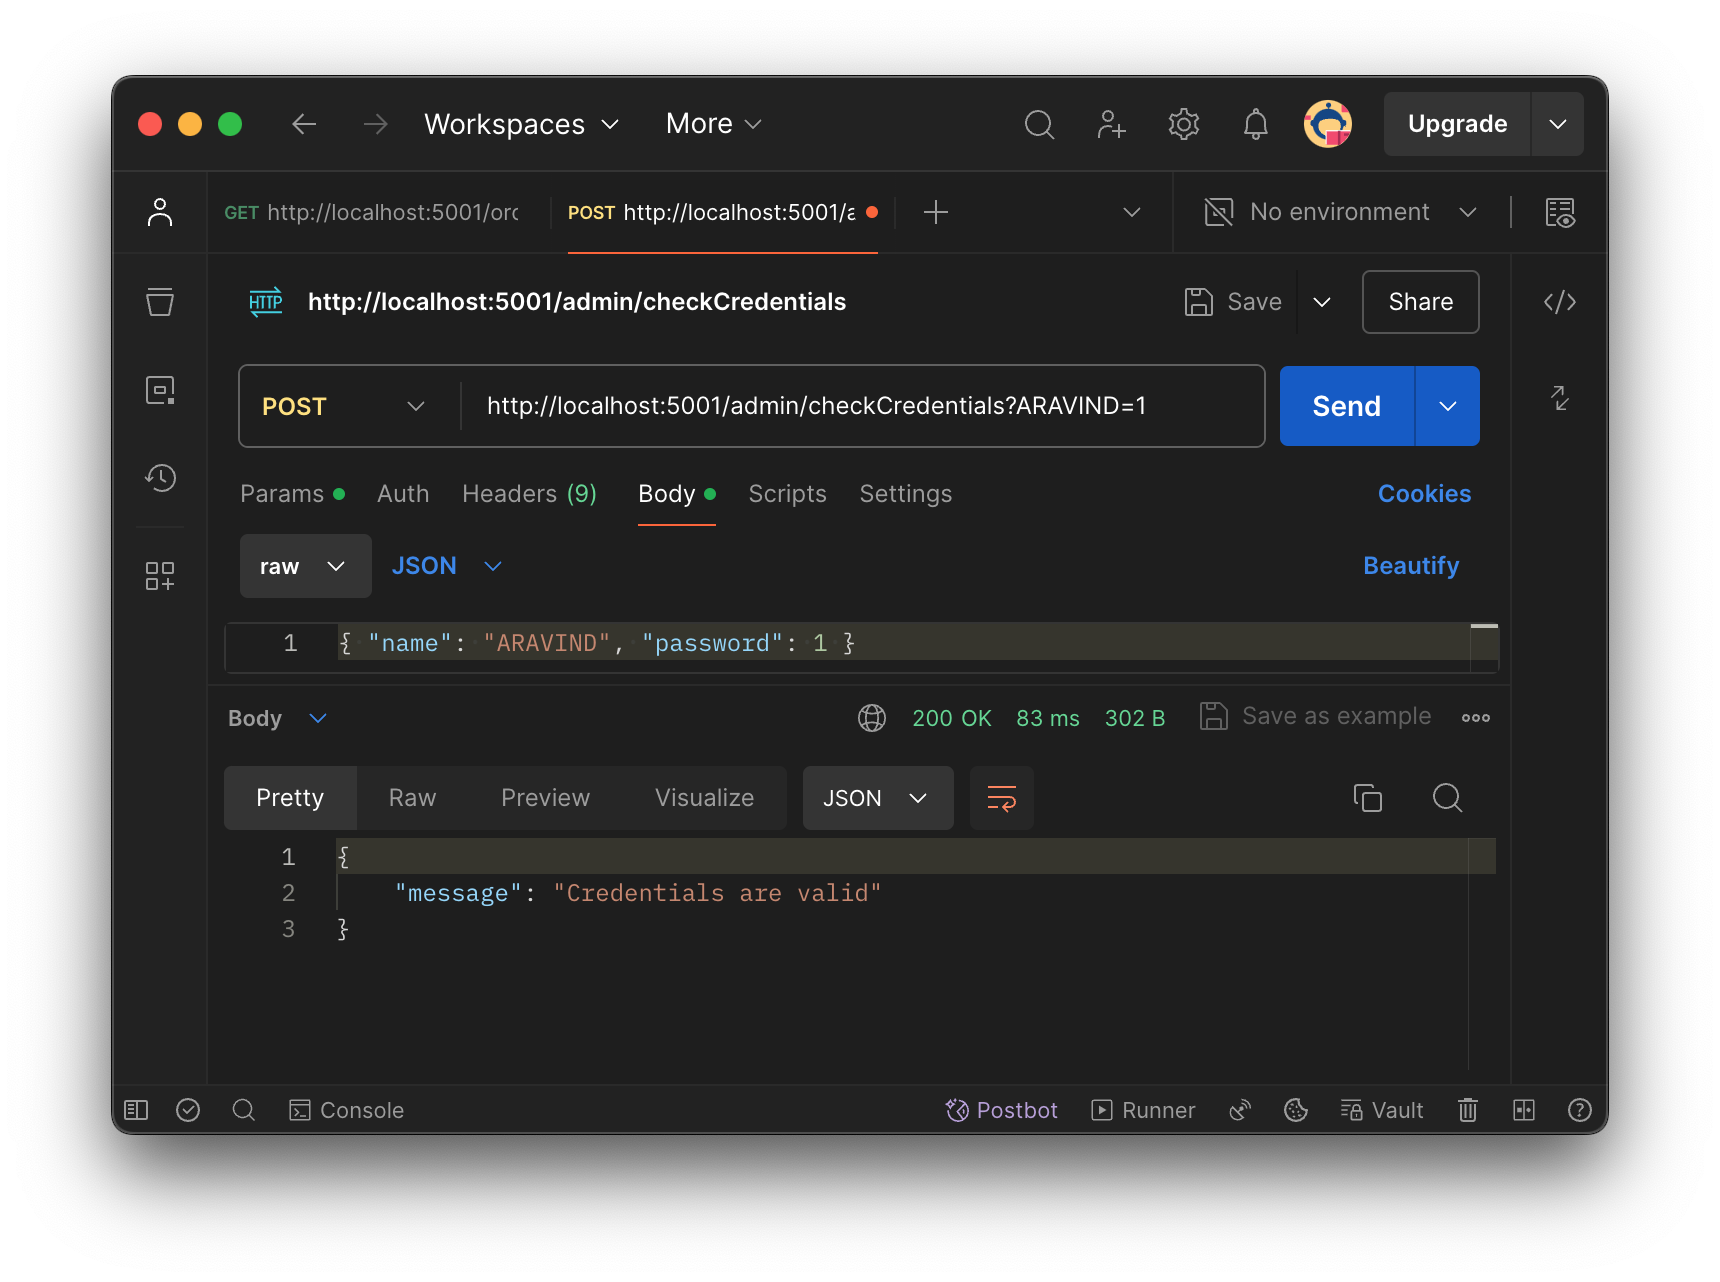 Workspaces More Upgrade
GET http://localhost:5001/orc POST http://localhost:5001/a No environment
HTTP http://localhost:5001/admin/checkCredentials Save Share
POST http://localhost:5001/admin/checkCredentials?ARAVIND=1 Send
Params Auth Headers (9) Body Scripts Settings Cookies
raw JSON Beautify
1 { "name": "ARAVIND", "password": 1 }
Body 200 OK 83 ms 302 B Save as example
Pretty Raw Preview Visualize JSON
1 {
2 "message": "Credentials are valid"
3 }
Console Postbot Runner Vault